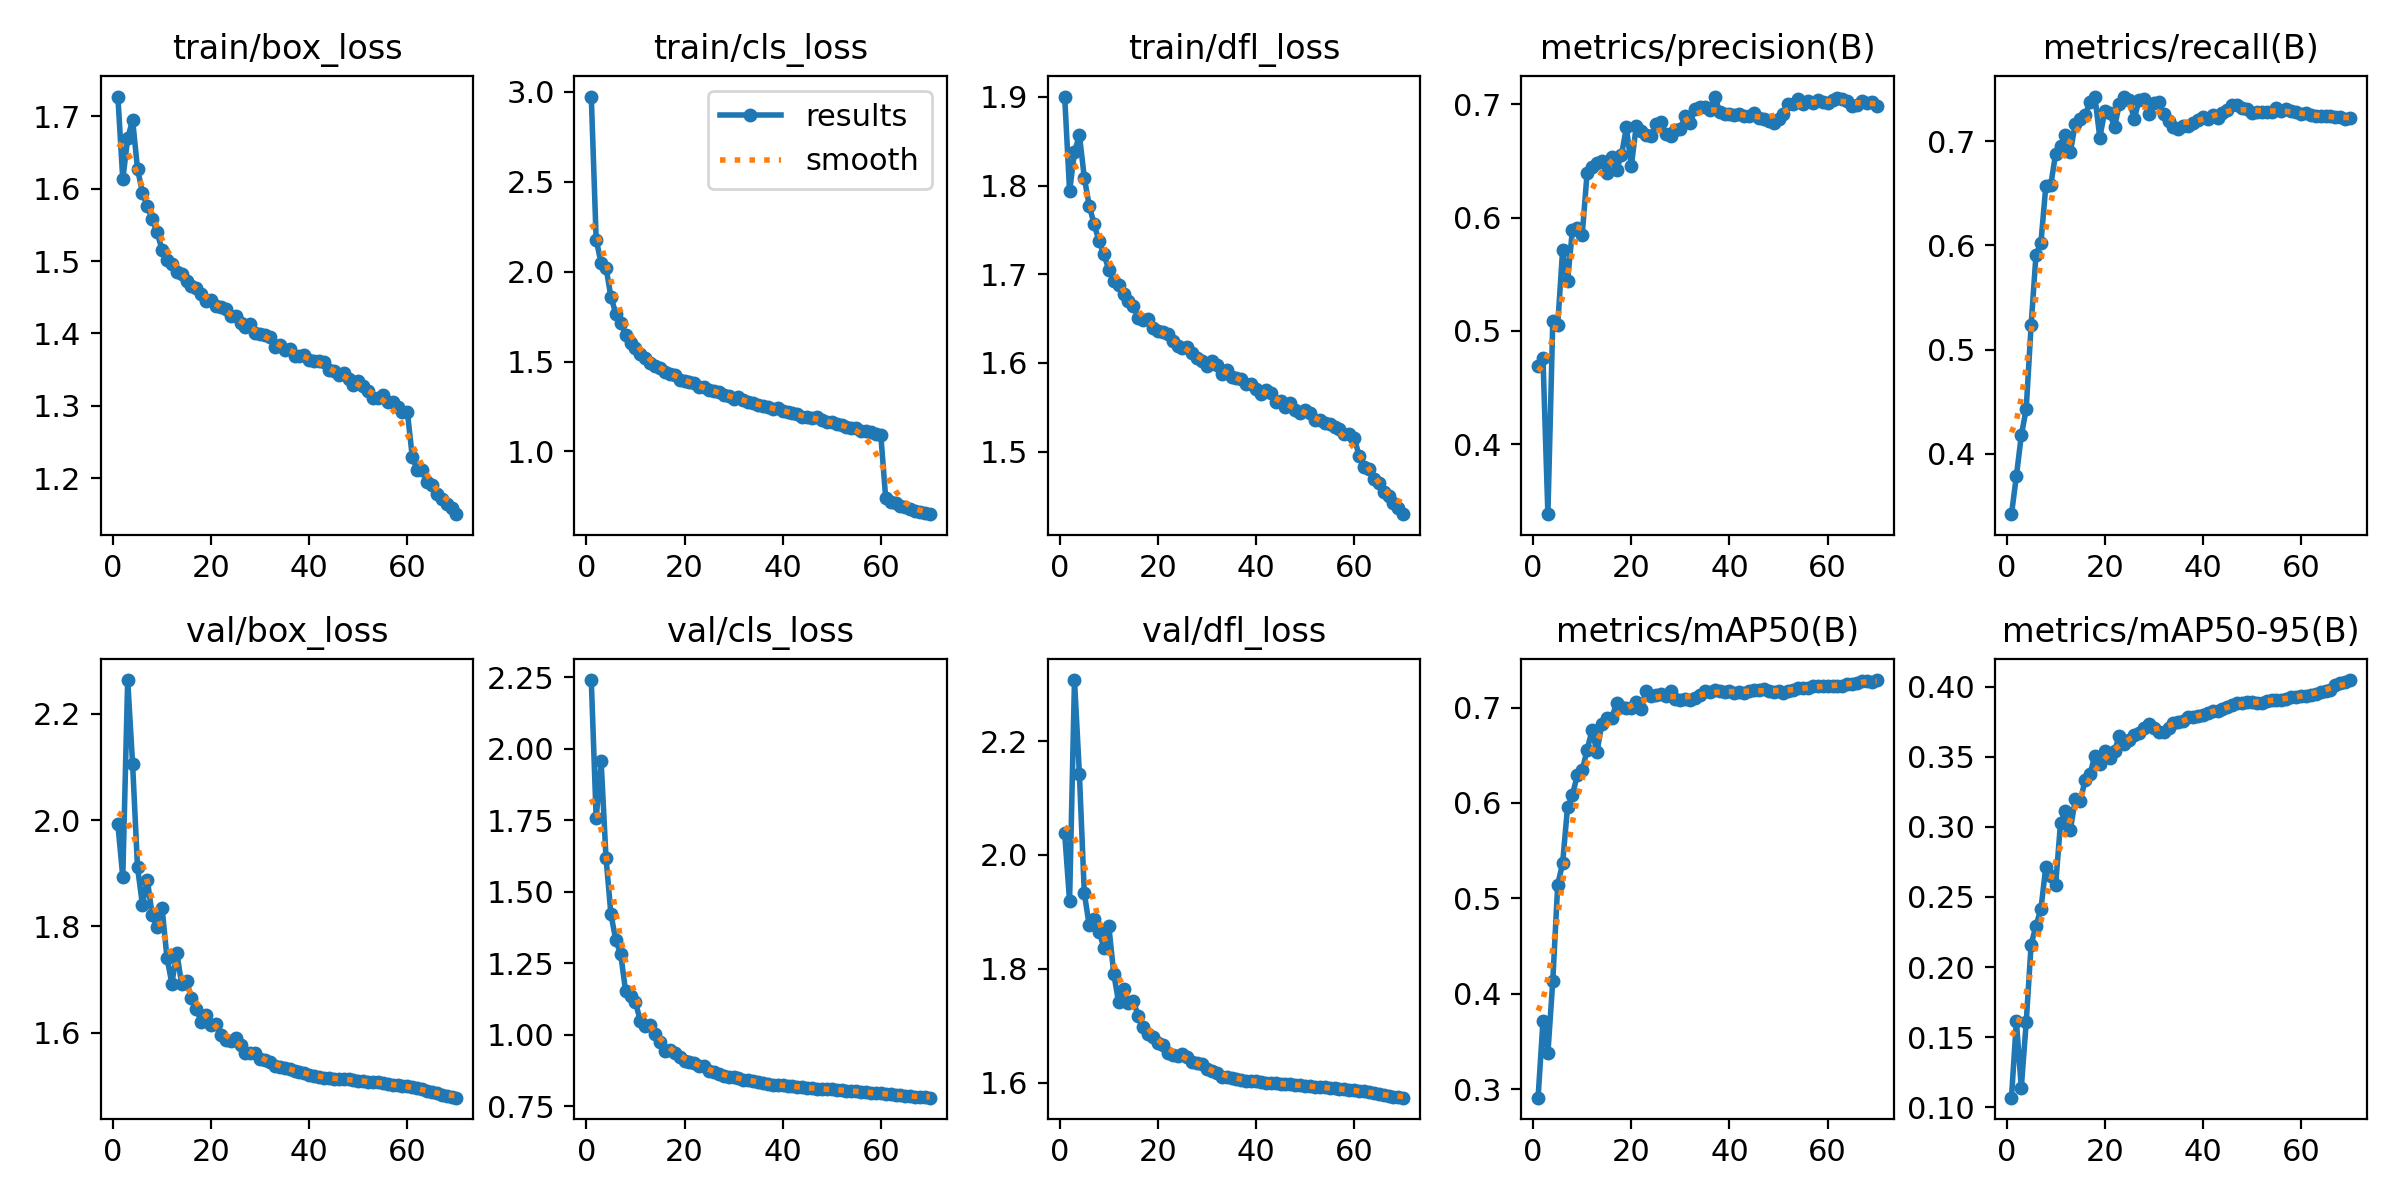 train/box_loss
1.7
1.6
1.5
1.4
1.3
1.2
0 20 40 60
train/cls_loss
results
smooth
3.0
2.5
2.0
1.5
1.0
0 20 40 60
train/dfl_loss
1.9
1.8
1.7
1.6
1.5
0 20 40 60
metrics/precision(B)
0.7
0.6
0.5
0.4
0 20 40 60
metrics/recall(B)
0.7
0.6
0.5
0.4
0 20 40 60
val/box_loss
2.2
2.0
1.8
1.6
0 20 40 60
val/cls_loss
2.25
2.00
1.75
1.50
1.25
1.00
0.75
0 20 40 60
val/dfl_loss
2.2
2.0
1.8
1.6
0 20 40 60
metrics/mAP50(B)
0.7
0.6
0.5
0.4
0.3
0 20 40 60
metrics/mAP50-95(B)
0.40
0.35
0.30
0.25
0.20
0.15
0.10
0 20 40 60